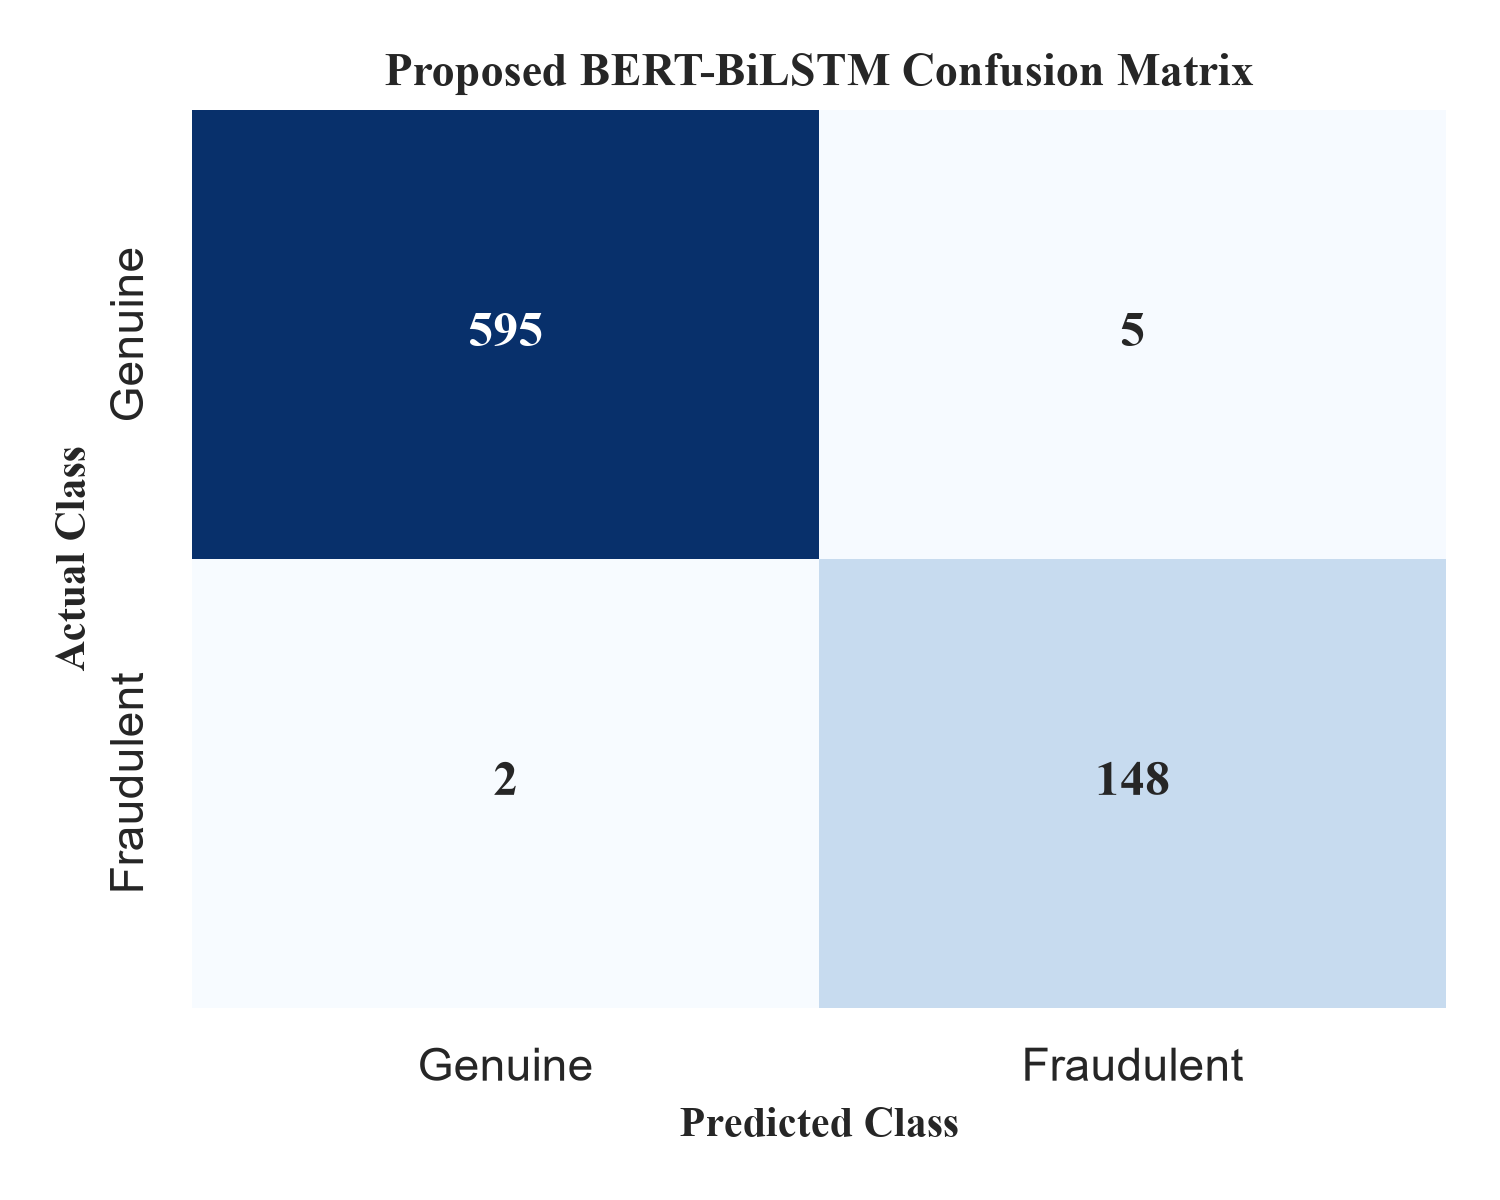 Proposed BERT-BiLSTM Confusion Matrix
Actual Class
Genuine
595
5
Fraudulent
2
148
Genuine
Fraudulent
Predicted Class